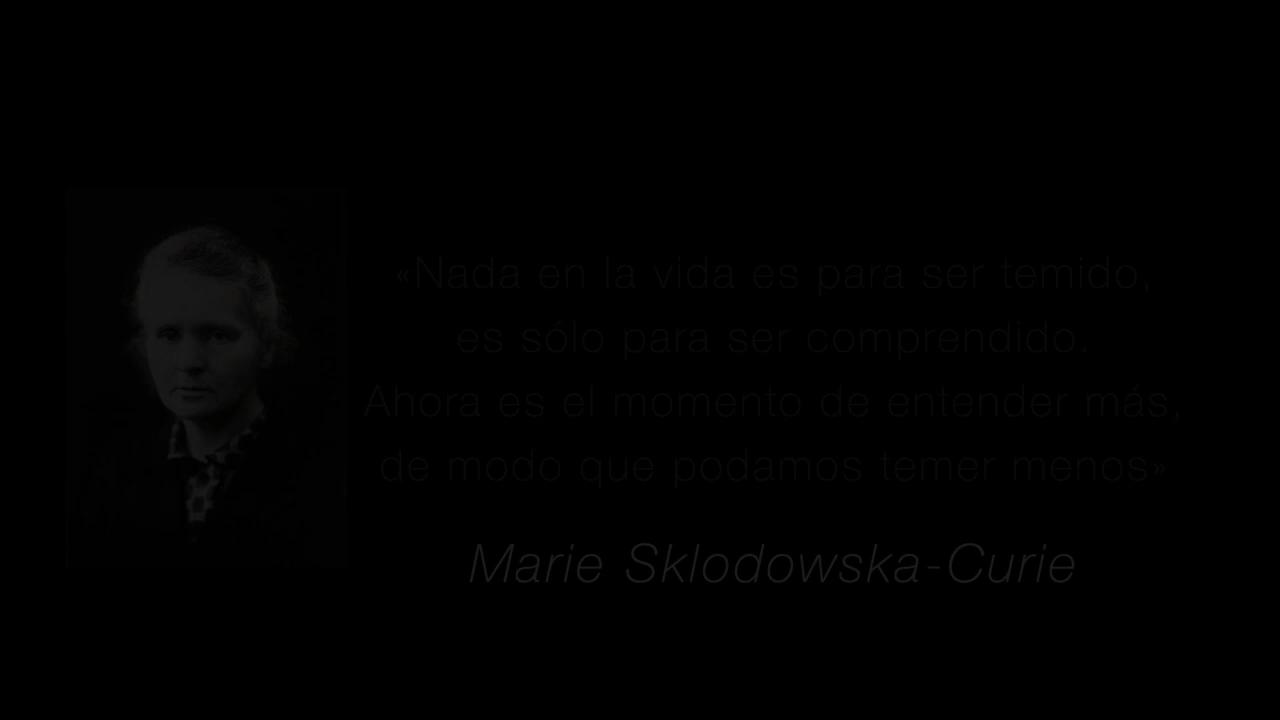 «Nada en la vida es para ser temido,
es sólo para ser comprendido.
Ahora es el momento de entender más,
de modo que podamos temer menos»
Marie Sklodowska-Curie